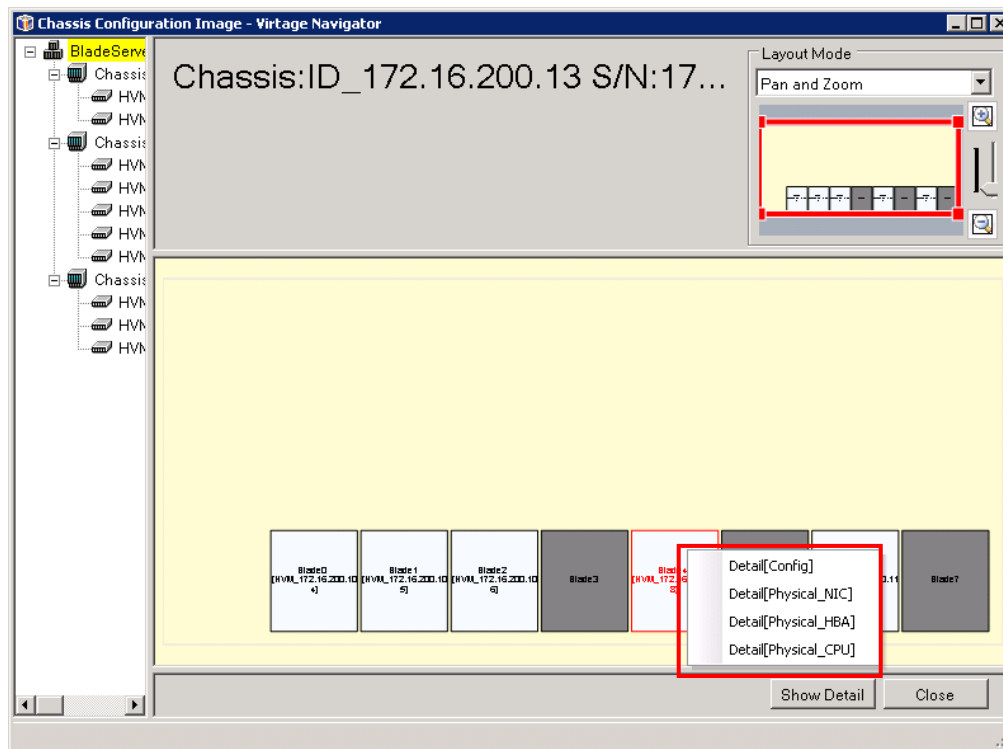 Chassis Configuration Image - Virtage Navigator
BladeServe
Chassis
HVM
HVM
Chassis
HVM
HVM
HVM
HVM
HVM
Chassis
HVM
HVM
HVM
Chassis:ID_172.16.200.13 S/N:17...
Layout Mode
Pan and Zoom
Blade0
[HVM_172.16.200.10
4]
Blade1
[HVM_172.16.200.10
5]
Blade2
[HVM_172.16.200.10
6]
Blade3
Blade4
[HVM_172.
Blade7
Detail[Config]
Detail[Physical_NIC]
Detail[Physical_HBA]
Detail[Physical_CPU]
Show Detail
Close